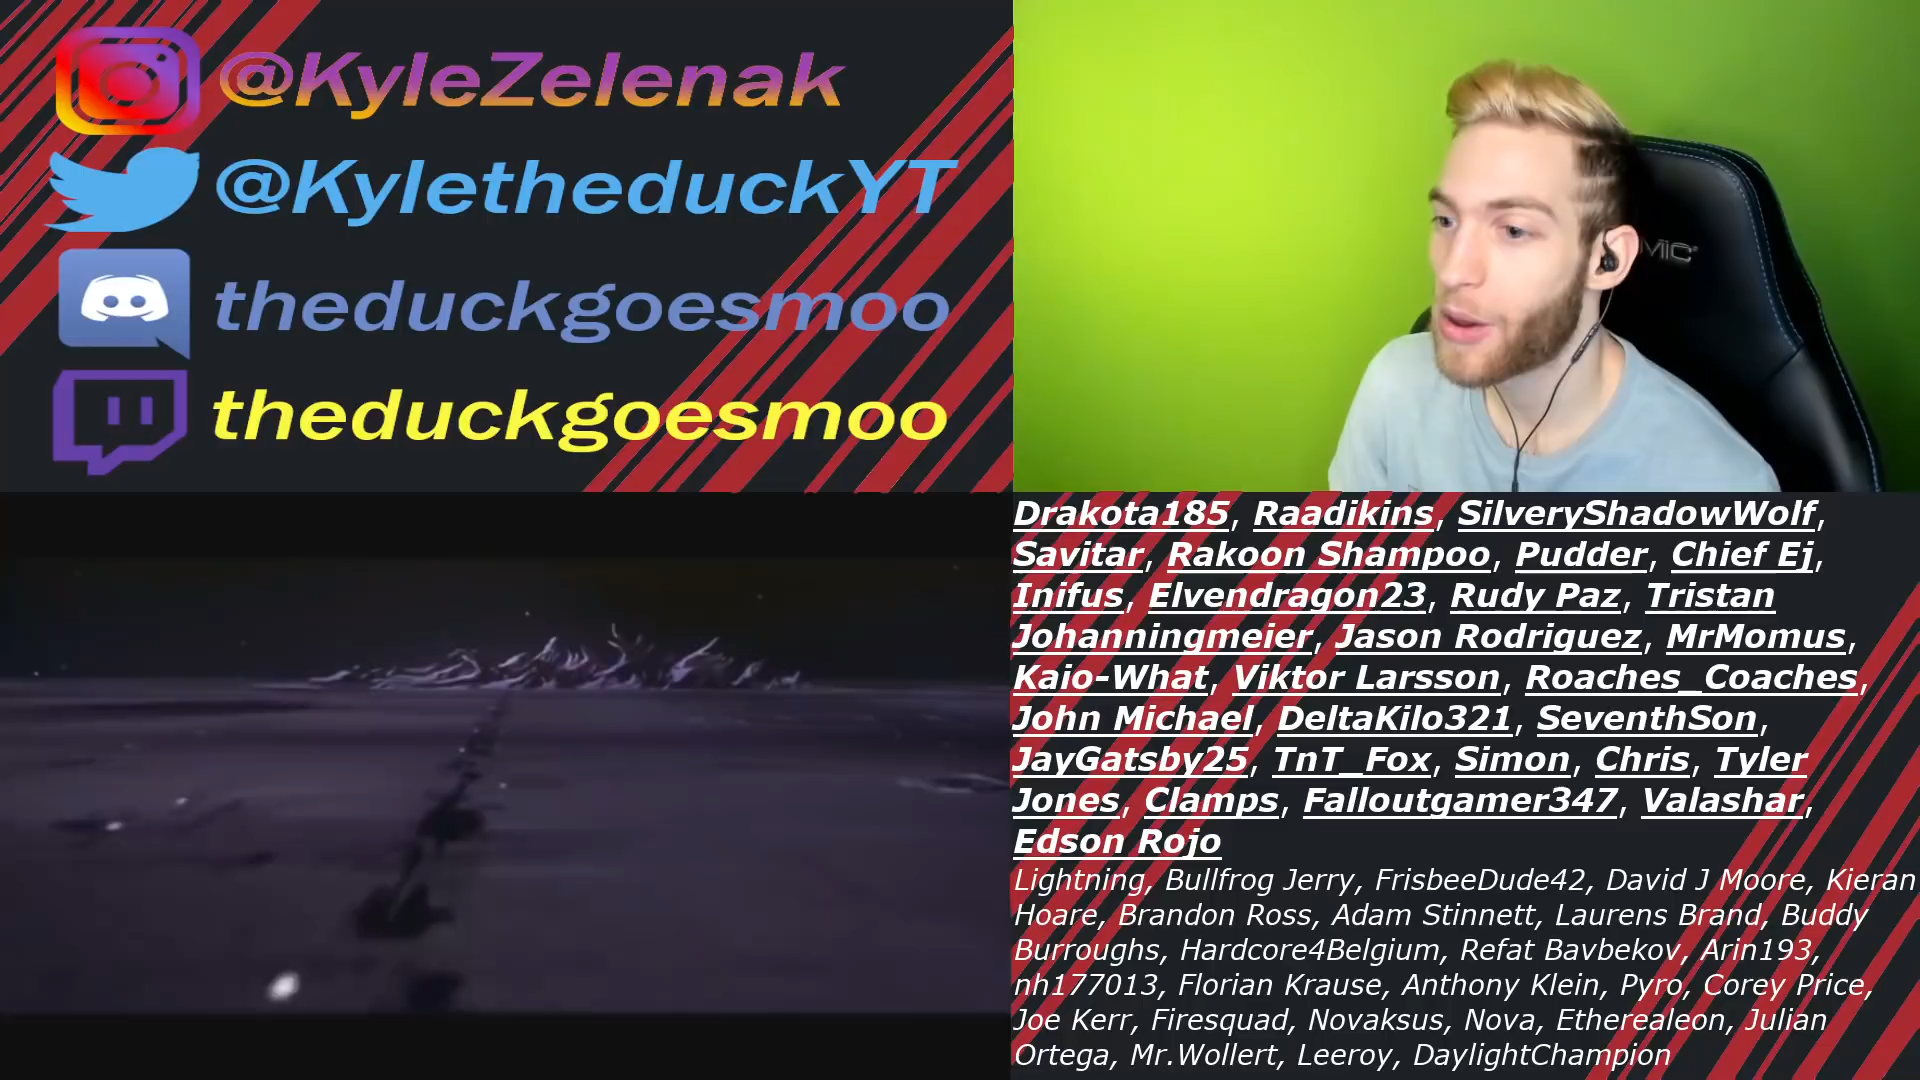 @KyleZelenak
@KyletheduckYT
theduckgoesmoo
theduckgoesmoo
MIC
Drakota185, Raadikins, SilveryShadowWolf,
Savitar, Rakoon Shampoo, Pudder, Chief Ej,
Inifus, Elvendragon23, Rudy Paz, Tristan
Johanningmeier, Jason Rodriguez, MrMomus,
Kaio-What, Viktor Larsson, Roaches_Coaches,
John Michael, DeltaKilo321, SeventhSon,
JayGatsby25, TnT_Fox, Simon, Chris, Tyler
Jones, Clamps, Falloutgamer347, Valashar,
Edson Rojo
Lightning, Bullfrog Jerry, FrisbeeDude42, David J Moore, Kieran
Hoare, Brandon Ross, Adam Stinnett, Laurens Brand, Buddy
Burroughs, Hardcore4Belgium, Refat Bavbekov, Arin193,
nh177013, Florian Krause, Anthony Klein, Pyro, Corey Price,
Joe Kerr, Firesquad, Novaksus, Nova, Etherealeon, Julian
Ortega, Mr.Wollert, Leeroy, DaylightChampion